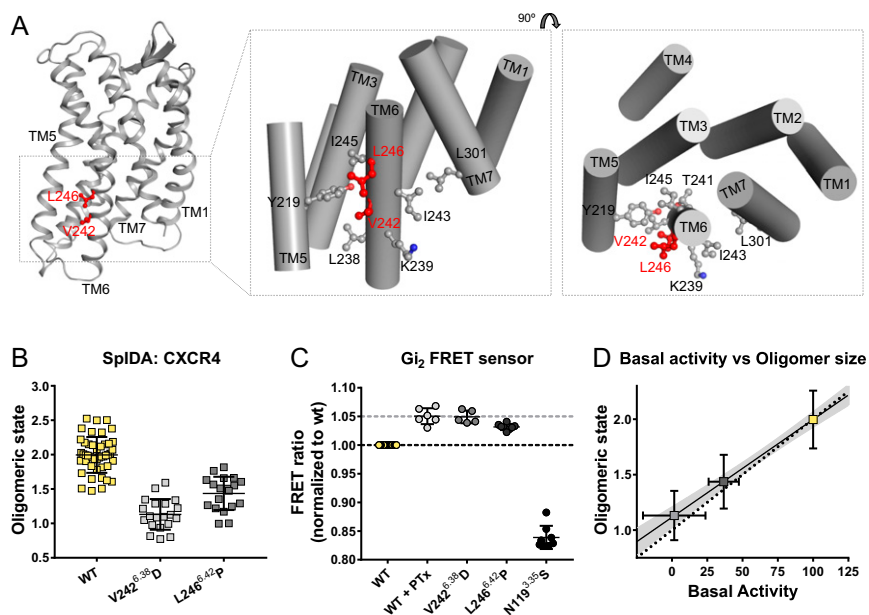 A
90º
TM5
L246
V242
TM7
TM1
TM6
TM3
TM6
TM1
I245
L246
L301
TM7
Y219
I243
V242
TM5
L238
K239
TM4
TM3
TM2
TM5
I245
T241
TM7
TM1
Y219
V242
TM6
L301
L246
I243
K239
B
SpIDA: CXCR4
Oligomeric state
3.0
2.5
2.0
1.5
1.0
0.5
WT
V242^6.38D
L246^6.42P
C
Gi₂ FRET sensor
FRET ratio
(normalized to wt)
1.10
1.05
1.00
0.90
0.85
0.80
WT
WT + PTx
V242^6.38D
L246^6.42P
N119^3.35S
D
Basal activity vs Oligomer size
Oligomeric state
2.0
1.5
1.0
0
25
50
75
100
125
Basal Activity